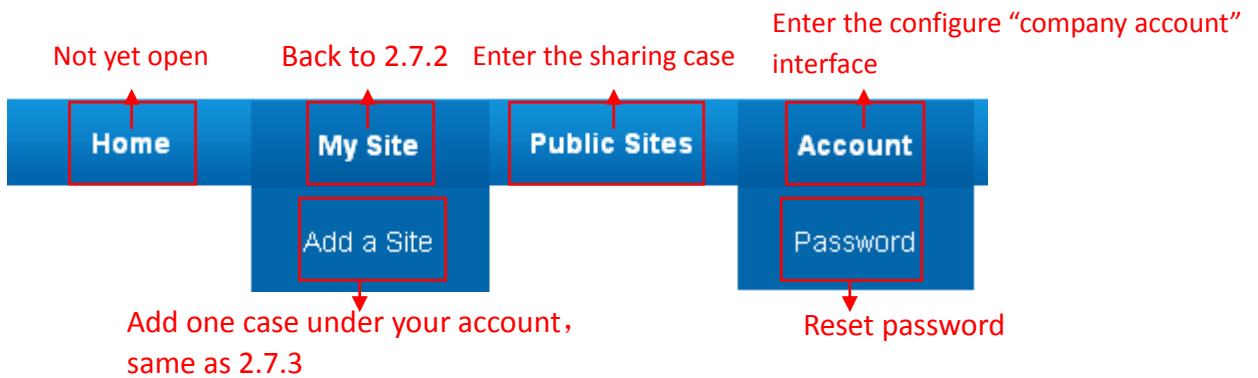 Enter the configure “company account”
interface
Not yet open
Back to 2.7.2
Enter the sharing case
Home
My Site
Public Sites
Account
Add a Site
Password
Add one case under your account，
same as 2.7.3
Reset password